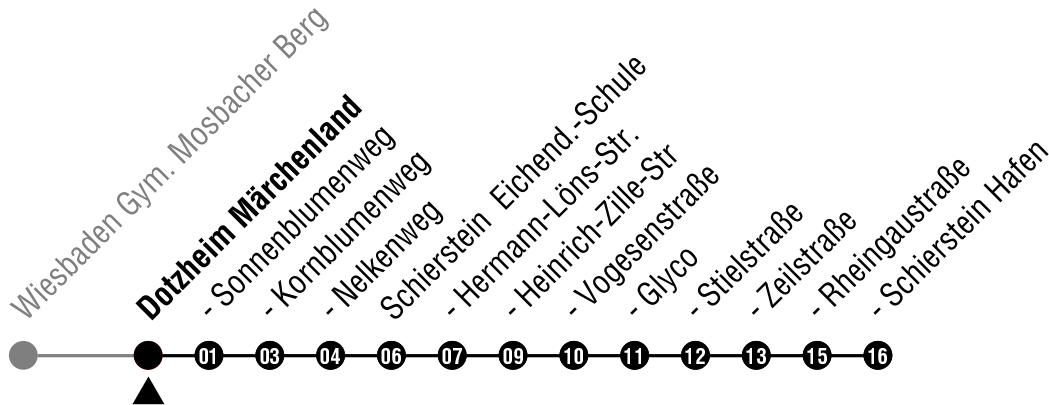 Wiesbaden Gym. Mosbacher Berg
Dotzheim Märchenland
- Sonnenblumenweg
- Kornblumenweg
- Nelkenweg
Schierstein Eichend.-Schule
- Hermann-Löns-Str.
- Heinrich-Zille-Str
- Vogesenstraße
- Glyco
- Stielstraße
- Zeilstraße
- Rheingaustraße
- Schierstein Hafen
01 03 04 06 07 09 10 11 12 13 15 16